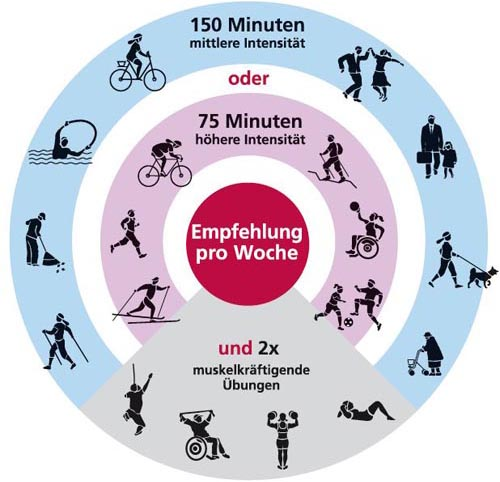 150 Minuten
mittlere Intensität
oder
75 Minuten
höhere Intensität
Empfehlung
pro Woche
und 2x
muskelkräftigende
Übungen